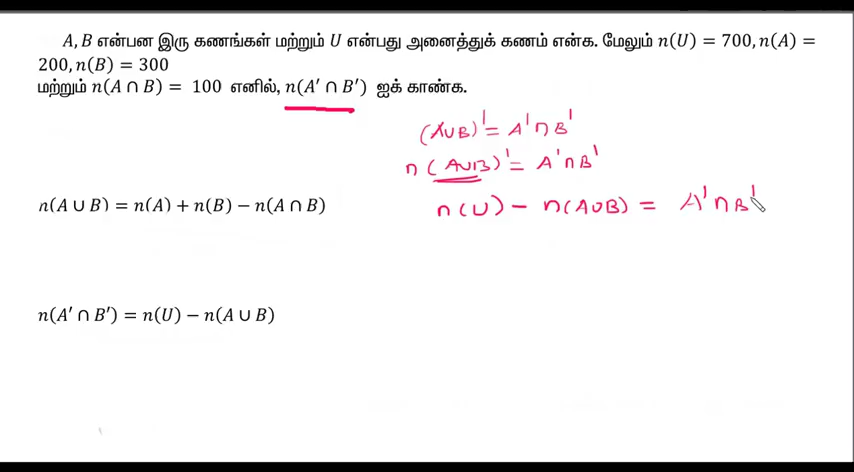 A, B என்பன இரு கணங்கள் மற்றும் U என்பது அனைத்துக் கணம் என்க. மேலும் n(U) = 700, n(A) =
200, n(B) = 300
மற்றும் n(A ∩ B) = 100 எனில், n(A′ ∩ B′) ஐக் காண்க.
(A∪B)' = A' ∩ B'
n (A∪B)' = A' ∩ B'
n(A ∪ B) = n(A) + n(B) − n(A ∩ B)
n(U) − n(A∪B) = A' ∩ B'
n(A′ ∩ B′) = n(U) − n(A ∪ B)